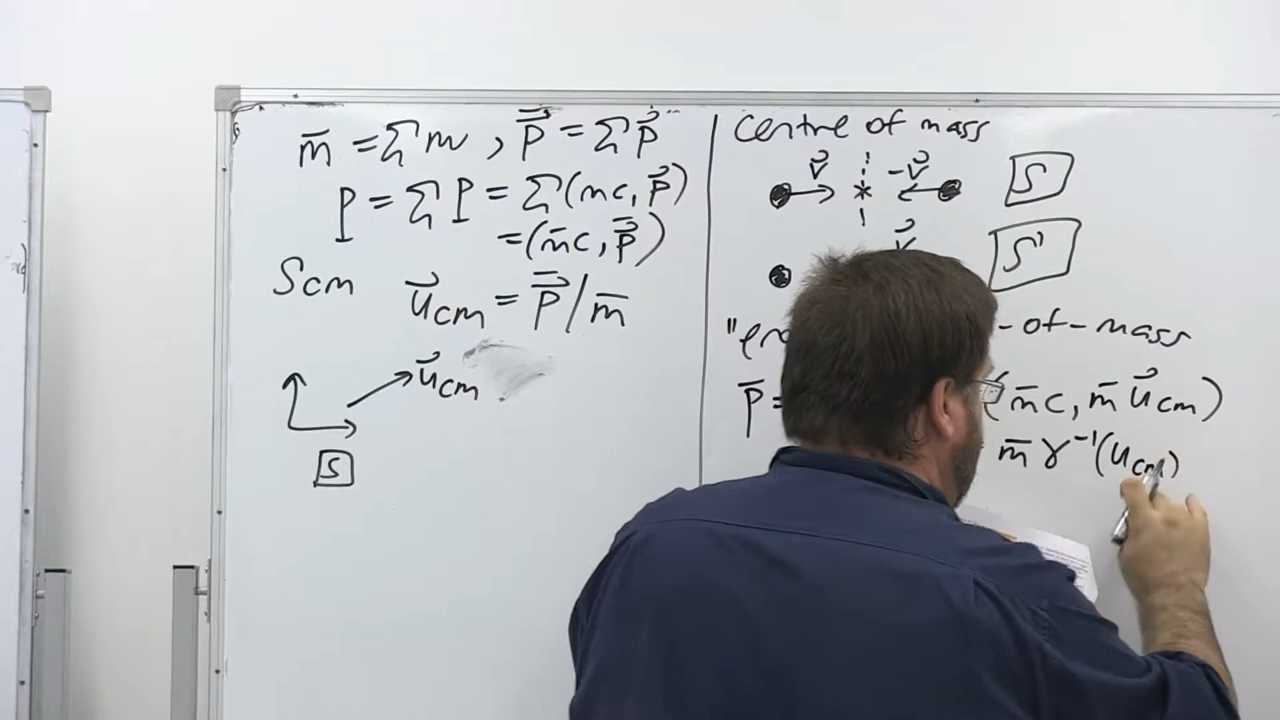 m̄ = ∑ m , p̄⃗ = ∑ p⃗
P = ∑ P = ∑ (mc, p⃗)
= (m̄c, p̄⃗)
Scm u⃗cm = p̄⃗ / m̄
u⃗cm
S
centre of mass
v⃗ -v⃗ S
v⃗ S'
-of-mass
P̄ = (m̄c, m̄ u⃗cm)
m̄ γ⁻¹(ucm)